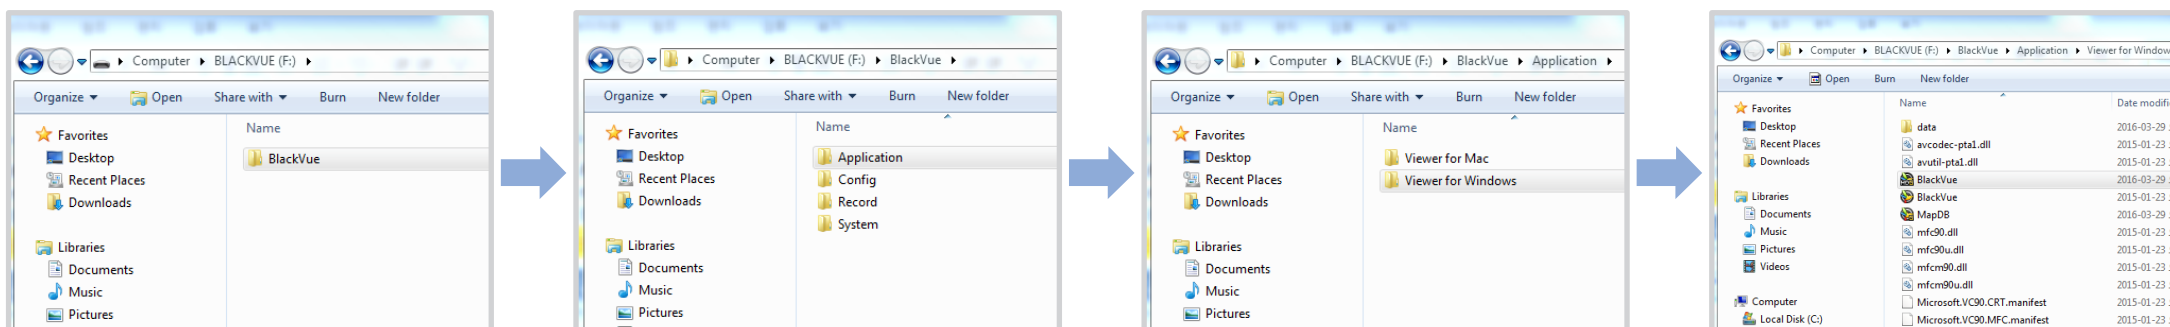 Computer ▸ BLACKVUE (F:) ▸
Organize ▾ Open Share with ▾ Burn New folder
Name
Favorites
Desktop
Recent Places
Downloads
Libraries
Documents
Music
Pictures
BlackVue
Computer ▸ BLACKVUE (F:) ▸ BlackVue ▸
Organize ▾ Open Share with ▾ Burn New folder
Name
Favorites
Desktop
Recent Places
Downloads
Libraries
Documents
Music
Pictures
Application
Config
Record
System
Computer ▸ BLACKVUE (F:) ▸ BlackVue ▸ Application ▸
Organize ▾ Open Share with ▾ Burn New folder
Name
Favorites
Desktop
Recent Places
Downloads
Libraries
Documents
Music
Pictures
Viewer for Mac
Viewer for Windows
Computer ▸ BLACKVUE (F:) ▸ BlackVue ▸ Application ▸ Viewer for Window
Organize ▾ Open Burn New folder
Favorites
Desktop
Recent Places
Downloads
Libraries
Documents
Music
Pictures
Videos
Computer
Local Disk (C:)
Name Date modifi
data 2016-03-29
avcodec-pta1.dll 2015-01-23
avutil-pta1.dll 2015-01-23
BlackVue 2016-03-29
BlackVue 2015-01-23
MapDB 2016-03-29
mfc90.dll 2015-01-23
mfc90u.dll 2015-01-23
mfcm90.dll 2015-01-23
mfcm90u.dll 2015-01-23
Microsoft.VC90.CRT.manifest 2015-01-23
Microsoft.VC90.MFC.manifest 2015-01-23